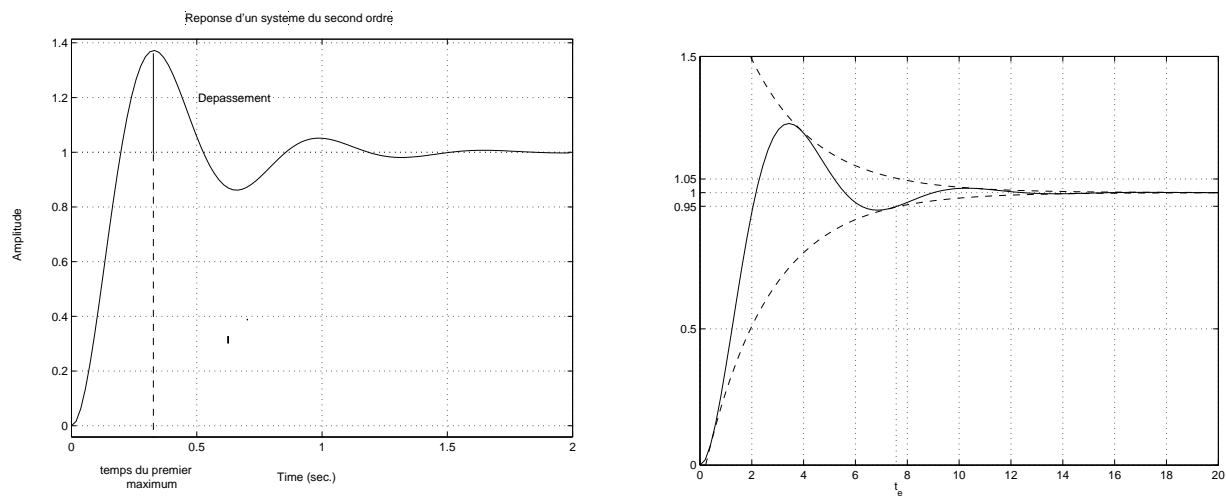 Reponse d'un systeme du second ordre
Amplitude
1.4
1.2
1
0.8
0.6
0.4
0.2
0
Depassement
0 0.5 1 1.5 2
temps du premier
maximum
Time (sec.)
1.5
1.05
1
0.95
0.5
0
0 2 4 6 8 10 12 14 16 18 20
t_e